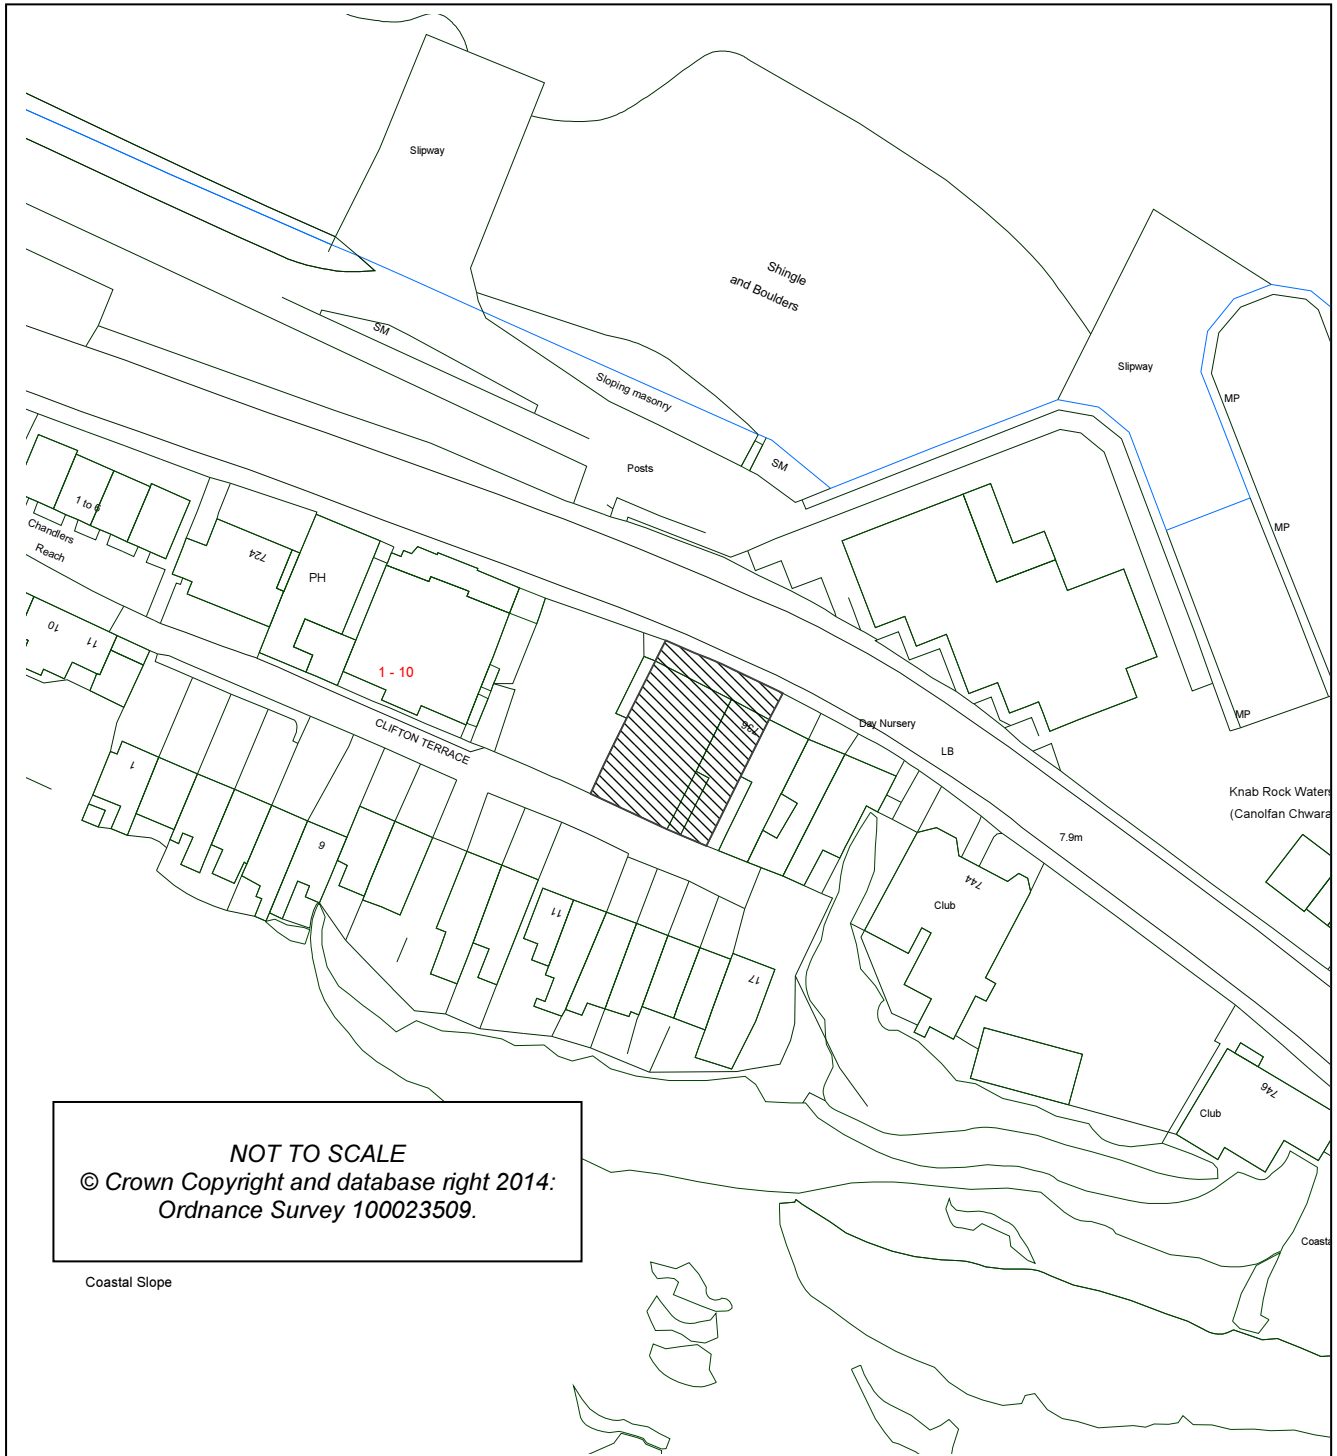 Slipway
Shingle
and Boulders
SM
Sloping masonry
Slipway
MP
Posts
SM
MP
1 to 6
Chandlers
Reach
724
PH
10
11
1 - 10
CLIFTON TERRACE
736
Day Nursery
LB
MP
Knab Rock Waters
(Canolfan Chwara
7.9m
1
9
11
17
744
Club
746
Club
NOT TO SCALE
© Crown Copyright and database right 2014:
Ordnance Survey 100023509.
Coastal Slope
Coasta